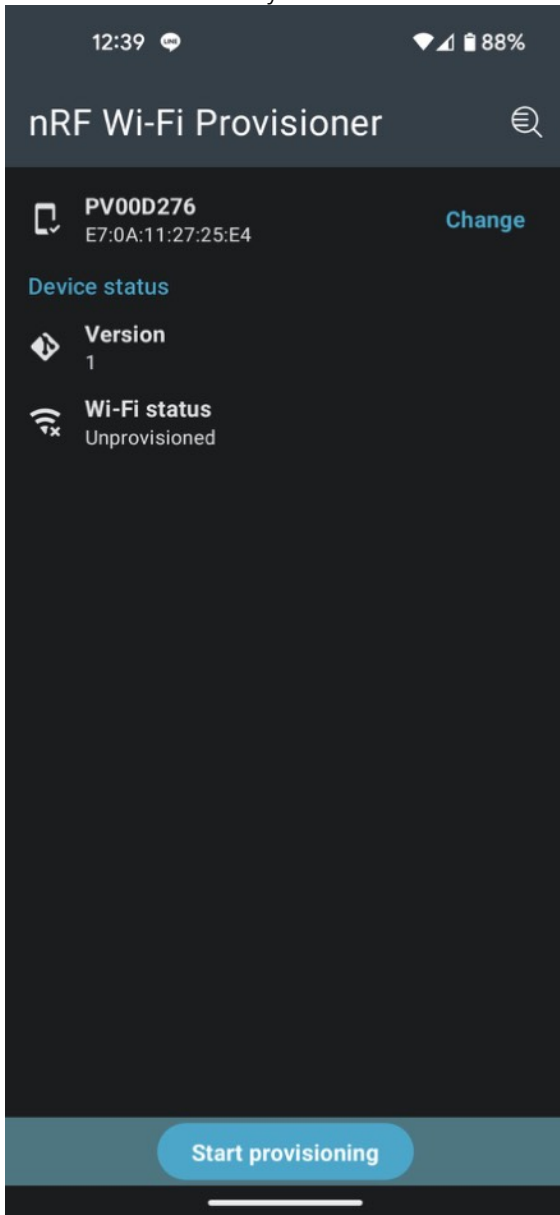 12:39 LINE 88%
nRF Wi-Fi Provisioner
PV00D276
Change
E7:0A:11:27:25:E4
Device status
Version
1
Wi-Fi status
Unprovisioned
Start provisioning